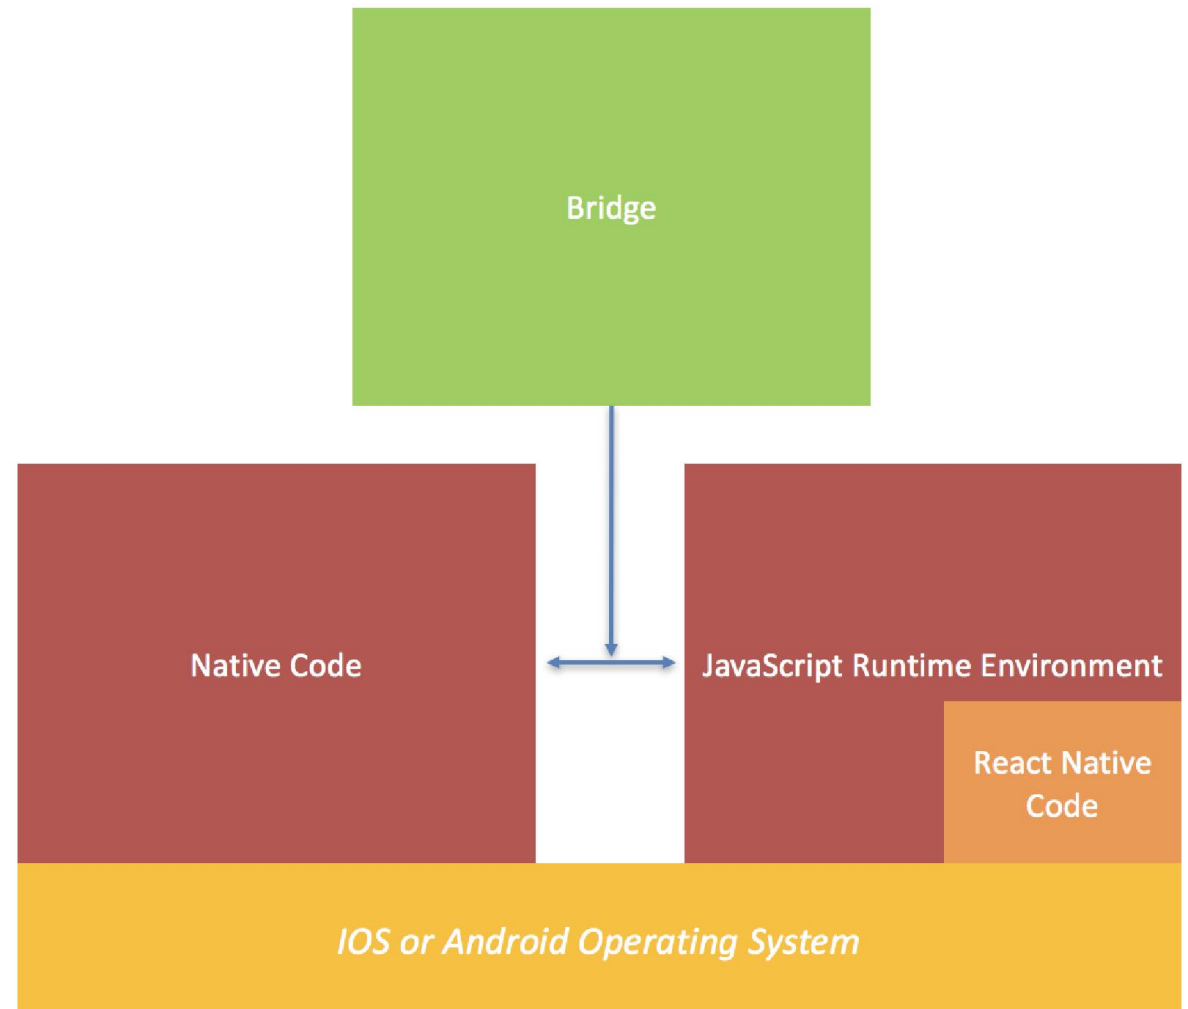 Bridge
Native Code
JavaScript Runtime Environment
React Native
Code
IOS or Android Operating System